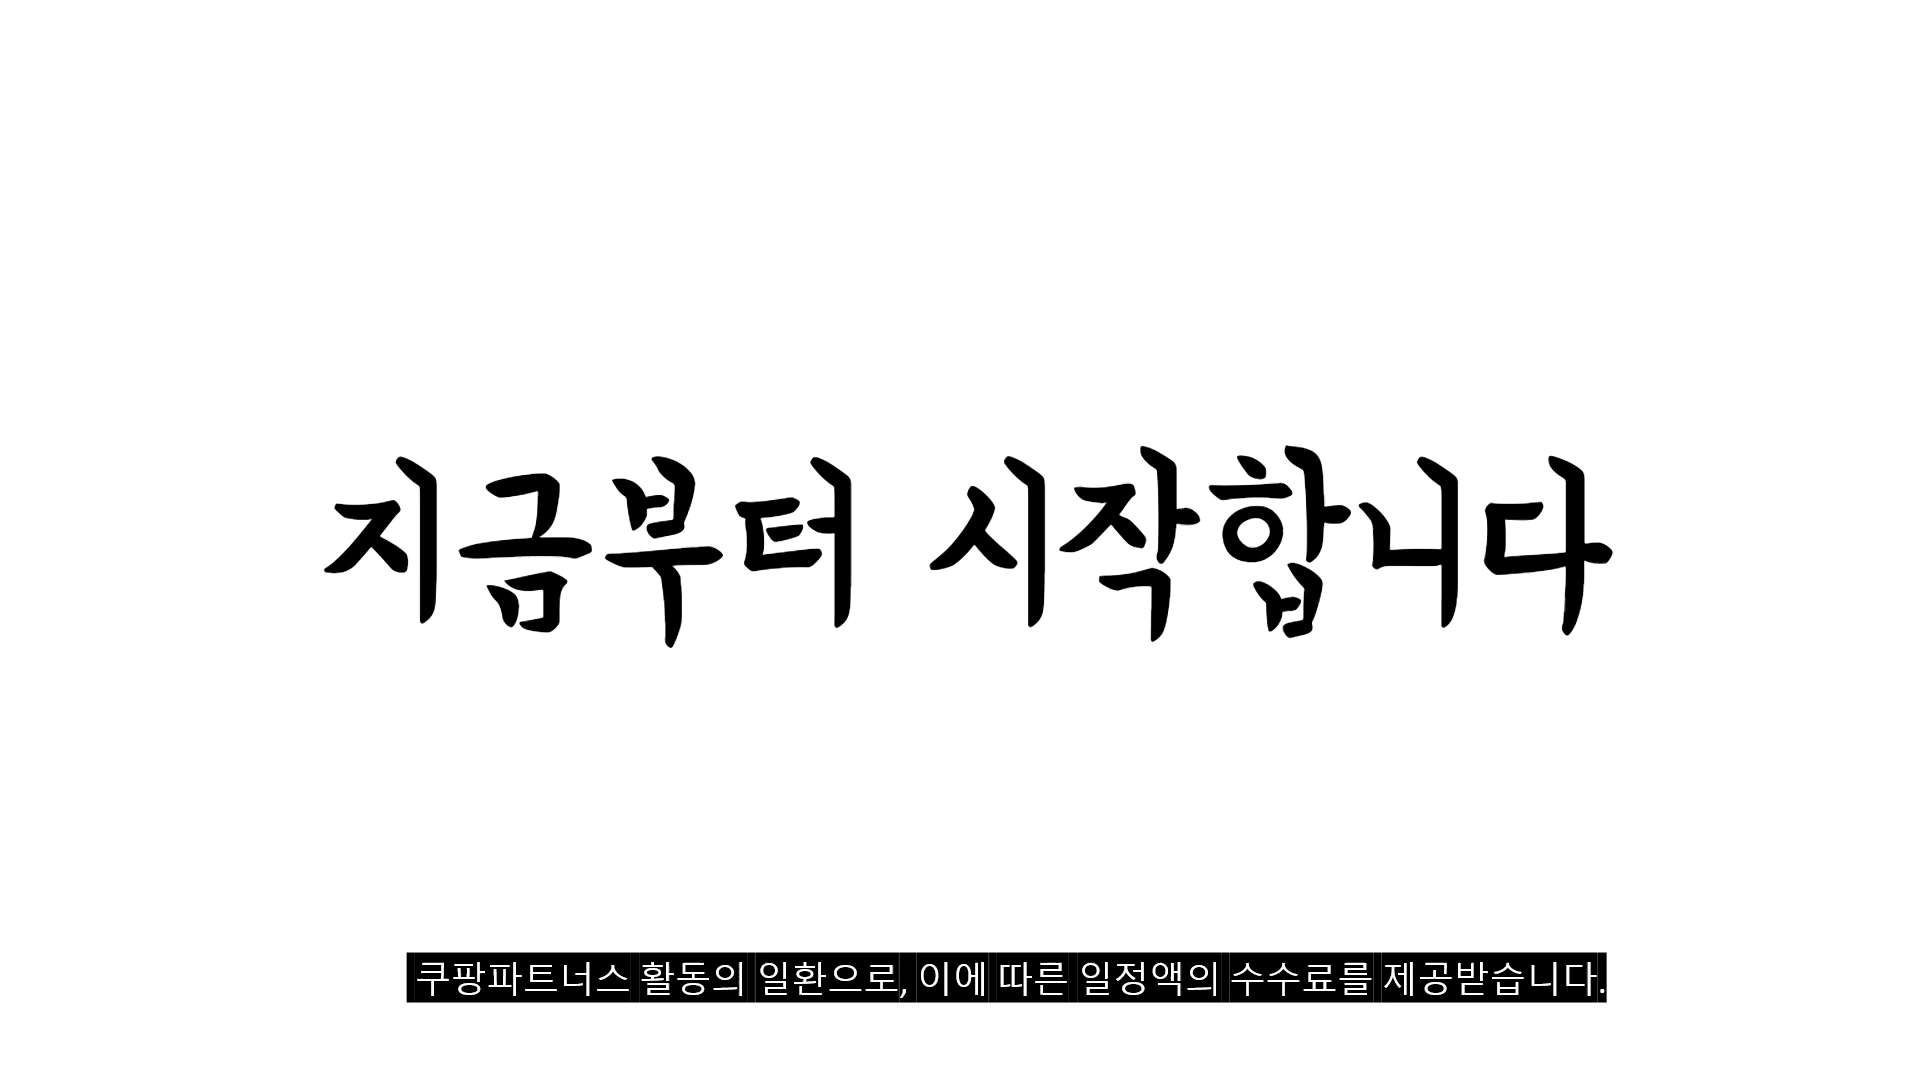 지금부터 시작합니다
쿠팡파트너스 활동의 일환으로, 이에 따른 일정액의 수수료를 제공받습니다.